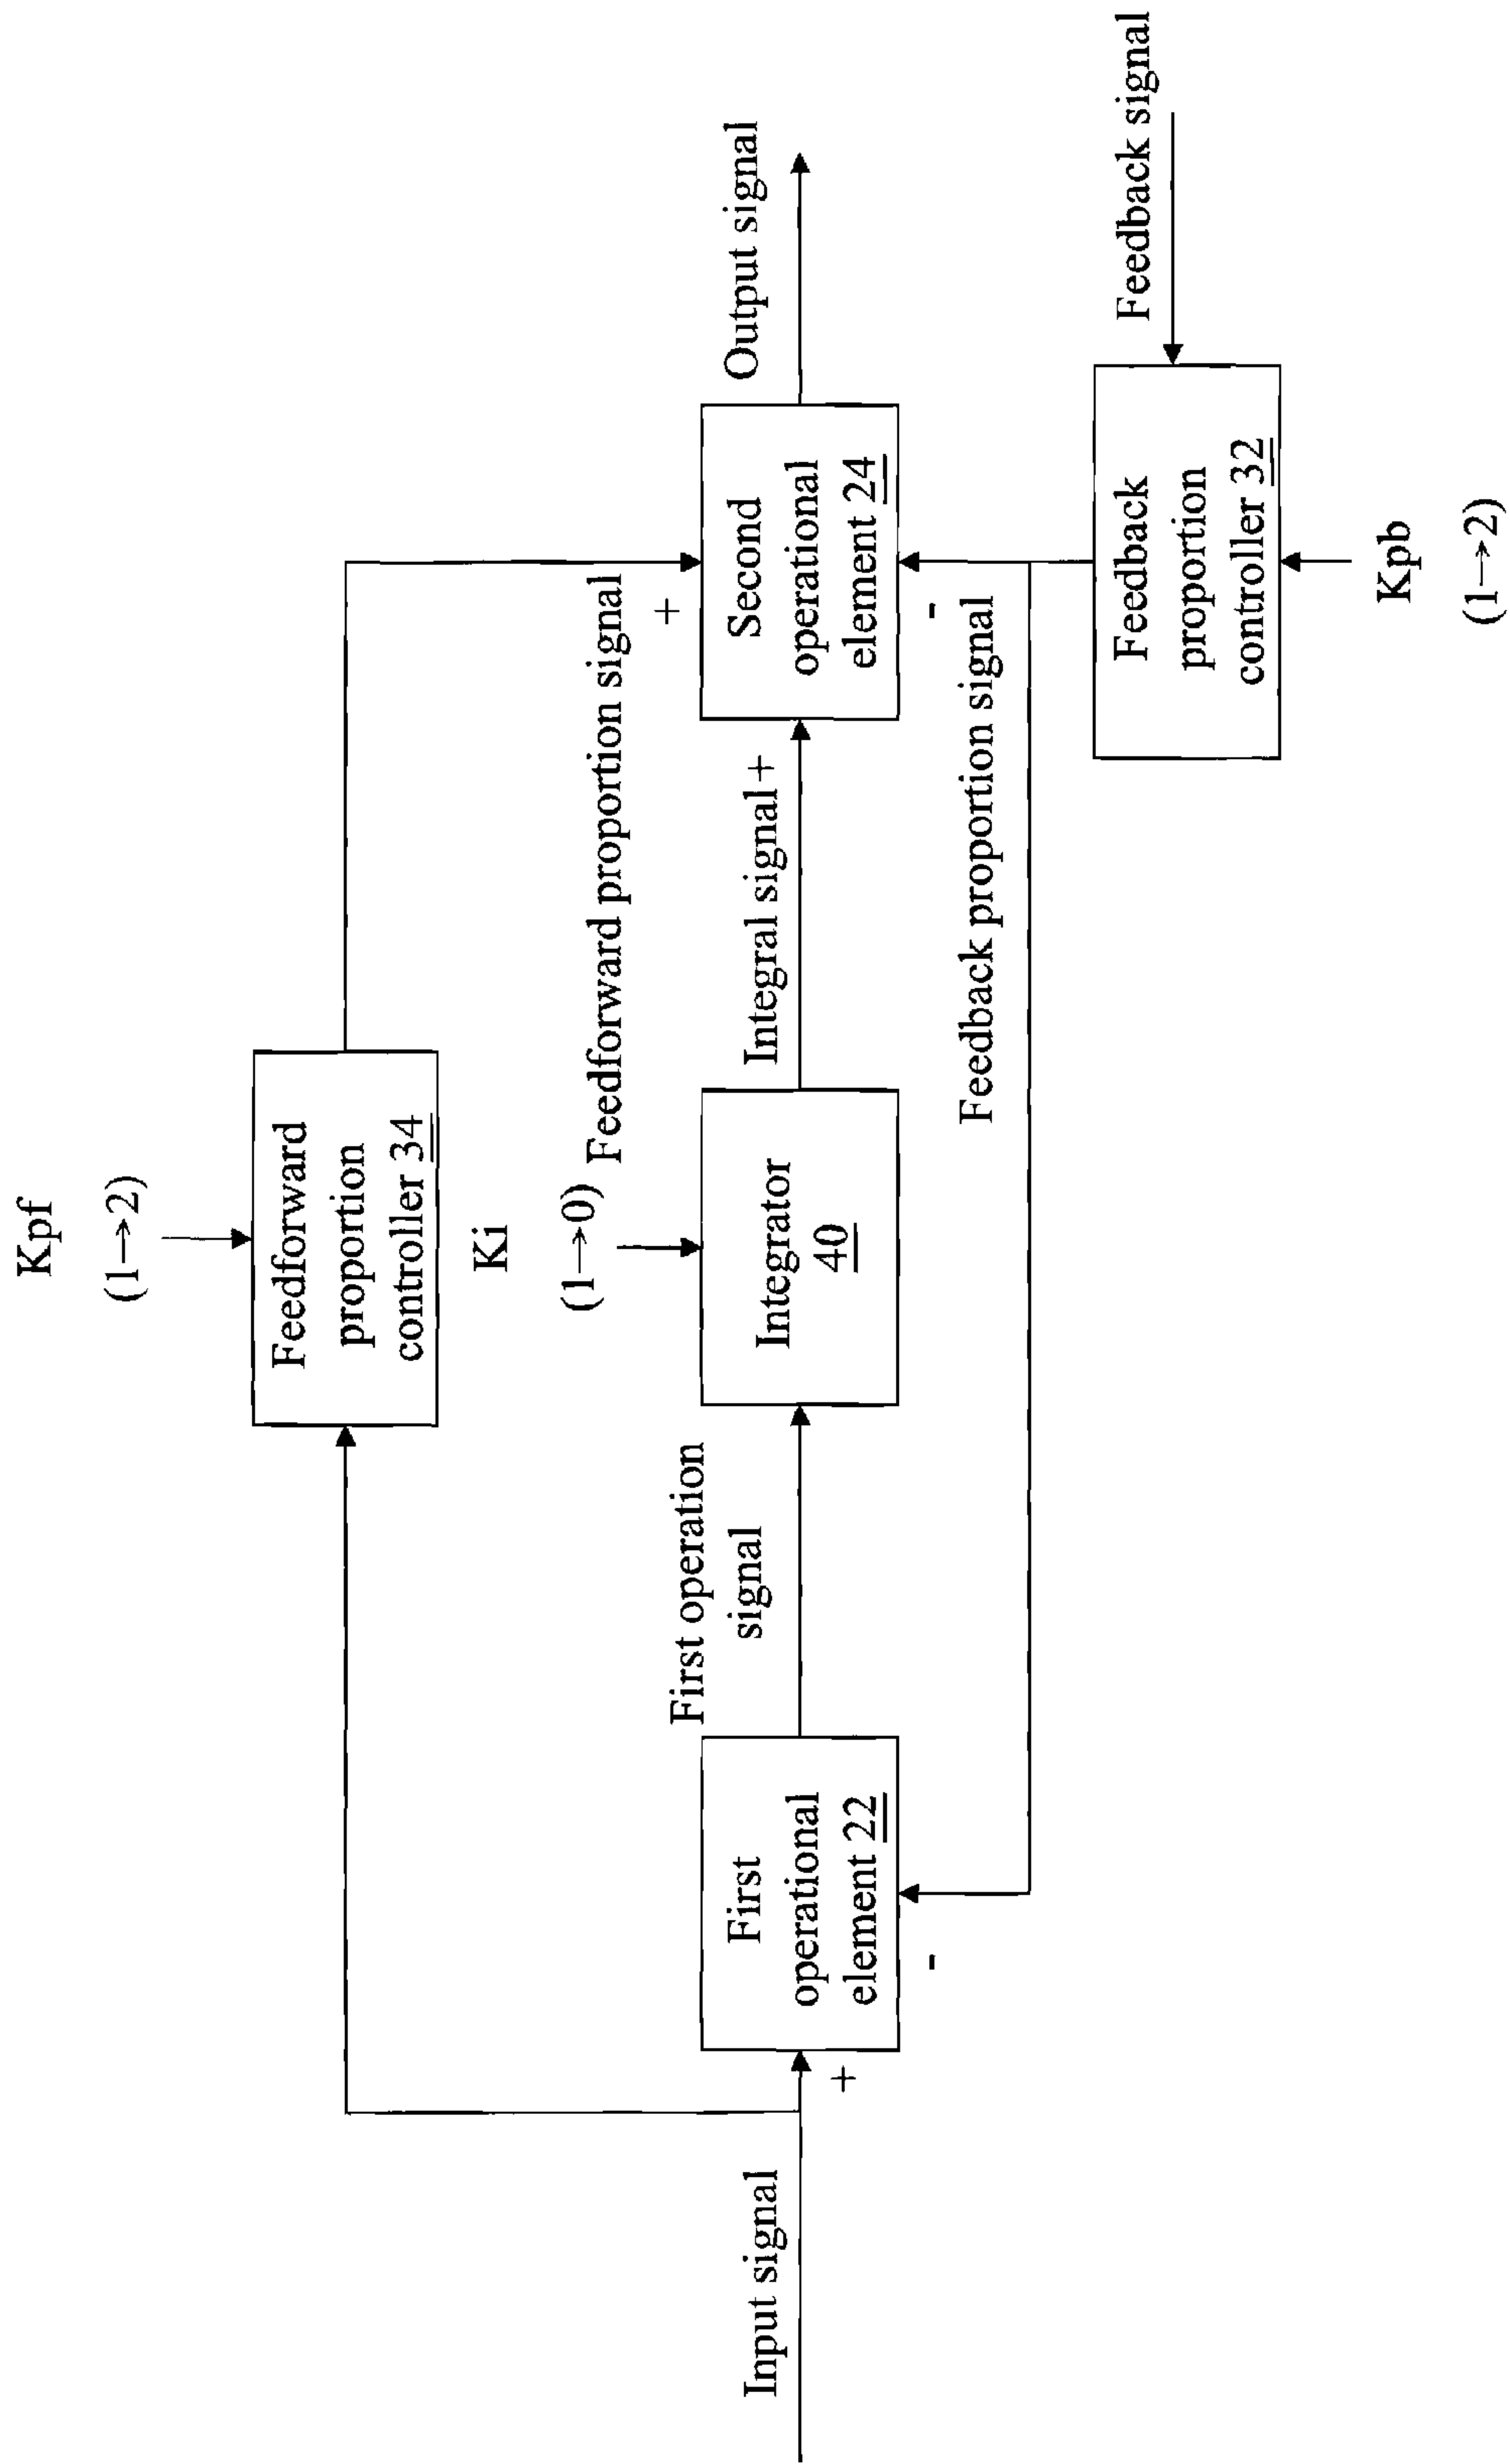 Kpf
(1→2)
Feedforward
proportion
controller 34
Ki
(1→0)
Feedforward proportion signal
Input signal
+
First
operational
element 22
-
First operation
signal
Integrator
40
Integral signal+
+
Second
operational
element 24
-
Output signal
Feedback proportion signal
Feedback signal
Feedback
proportion
controller 32
Kpb
(1→2)